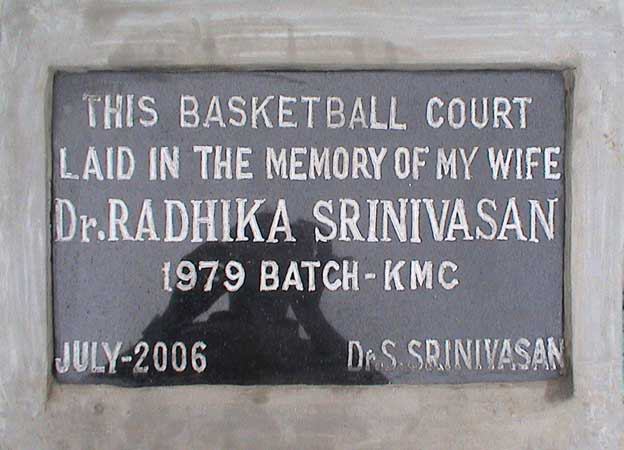 THIS BASKETBALL COURT
LAID IN THE MEMORY OF MY WIFE
Dr. RADHIKA SRINIVASAN
1979 BATCH - KMC
JULY-2006 Dr. S. SRINIVASAN